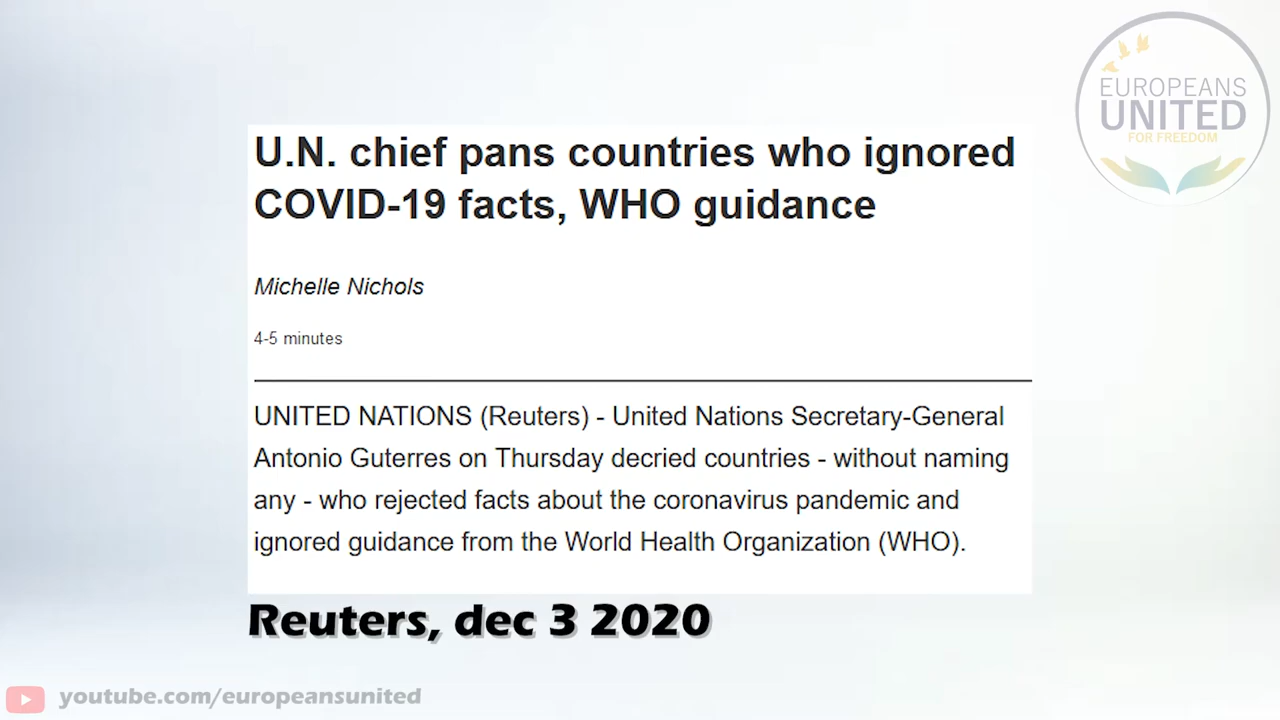 EUROPEANS
UNITED
FOR FREEDOM
U.N. chief pans countries who ignored
COVID-19 facts, WHO guidance
Michelle Nichols
4-5 minutes
UNITED NATIONS (Reuters) - United Nations Secretary-General
Antonio Guterres on Thursday decried countries - without naming
any - who rejected facts about the coronavirus pandemic and
ignored guidance from the World Health Organization (WHO).
Reuters, dec 3 2020
youtube.com/europeansunited